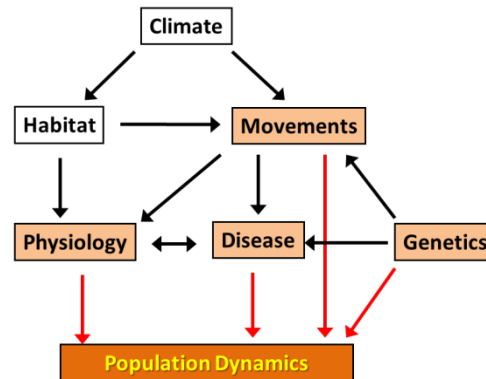 Climate
Habitat
Movements
Physiology
Disease
Genetics
Population Dynamics